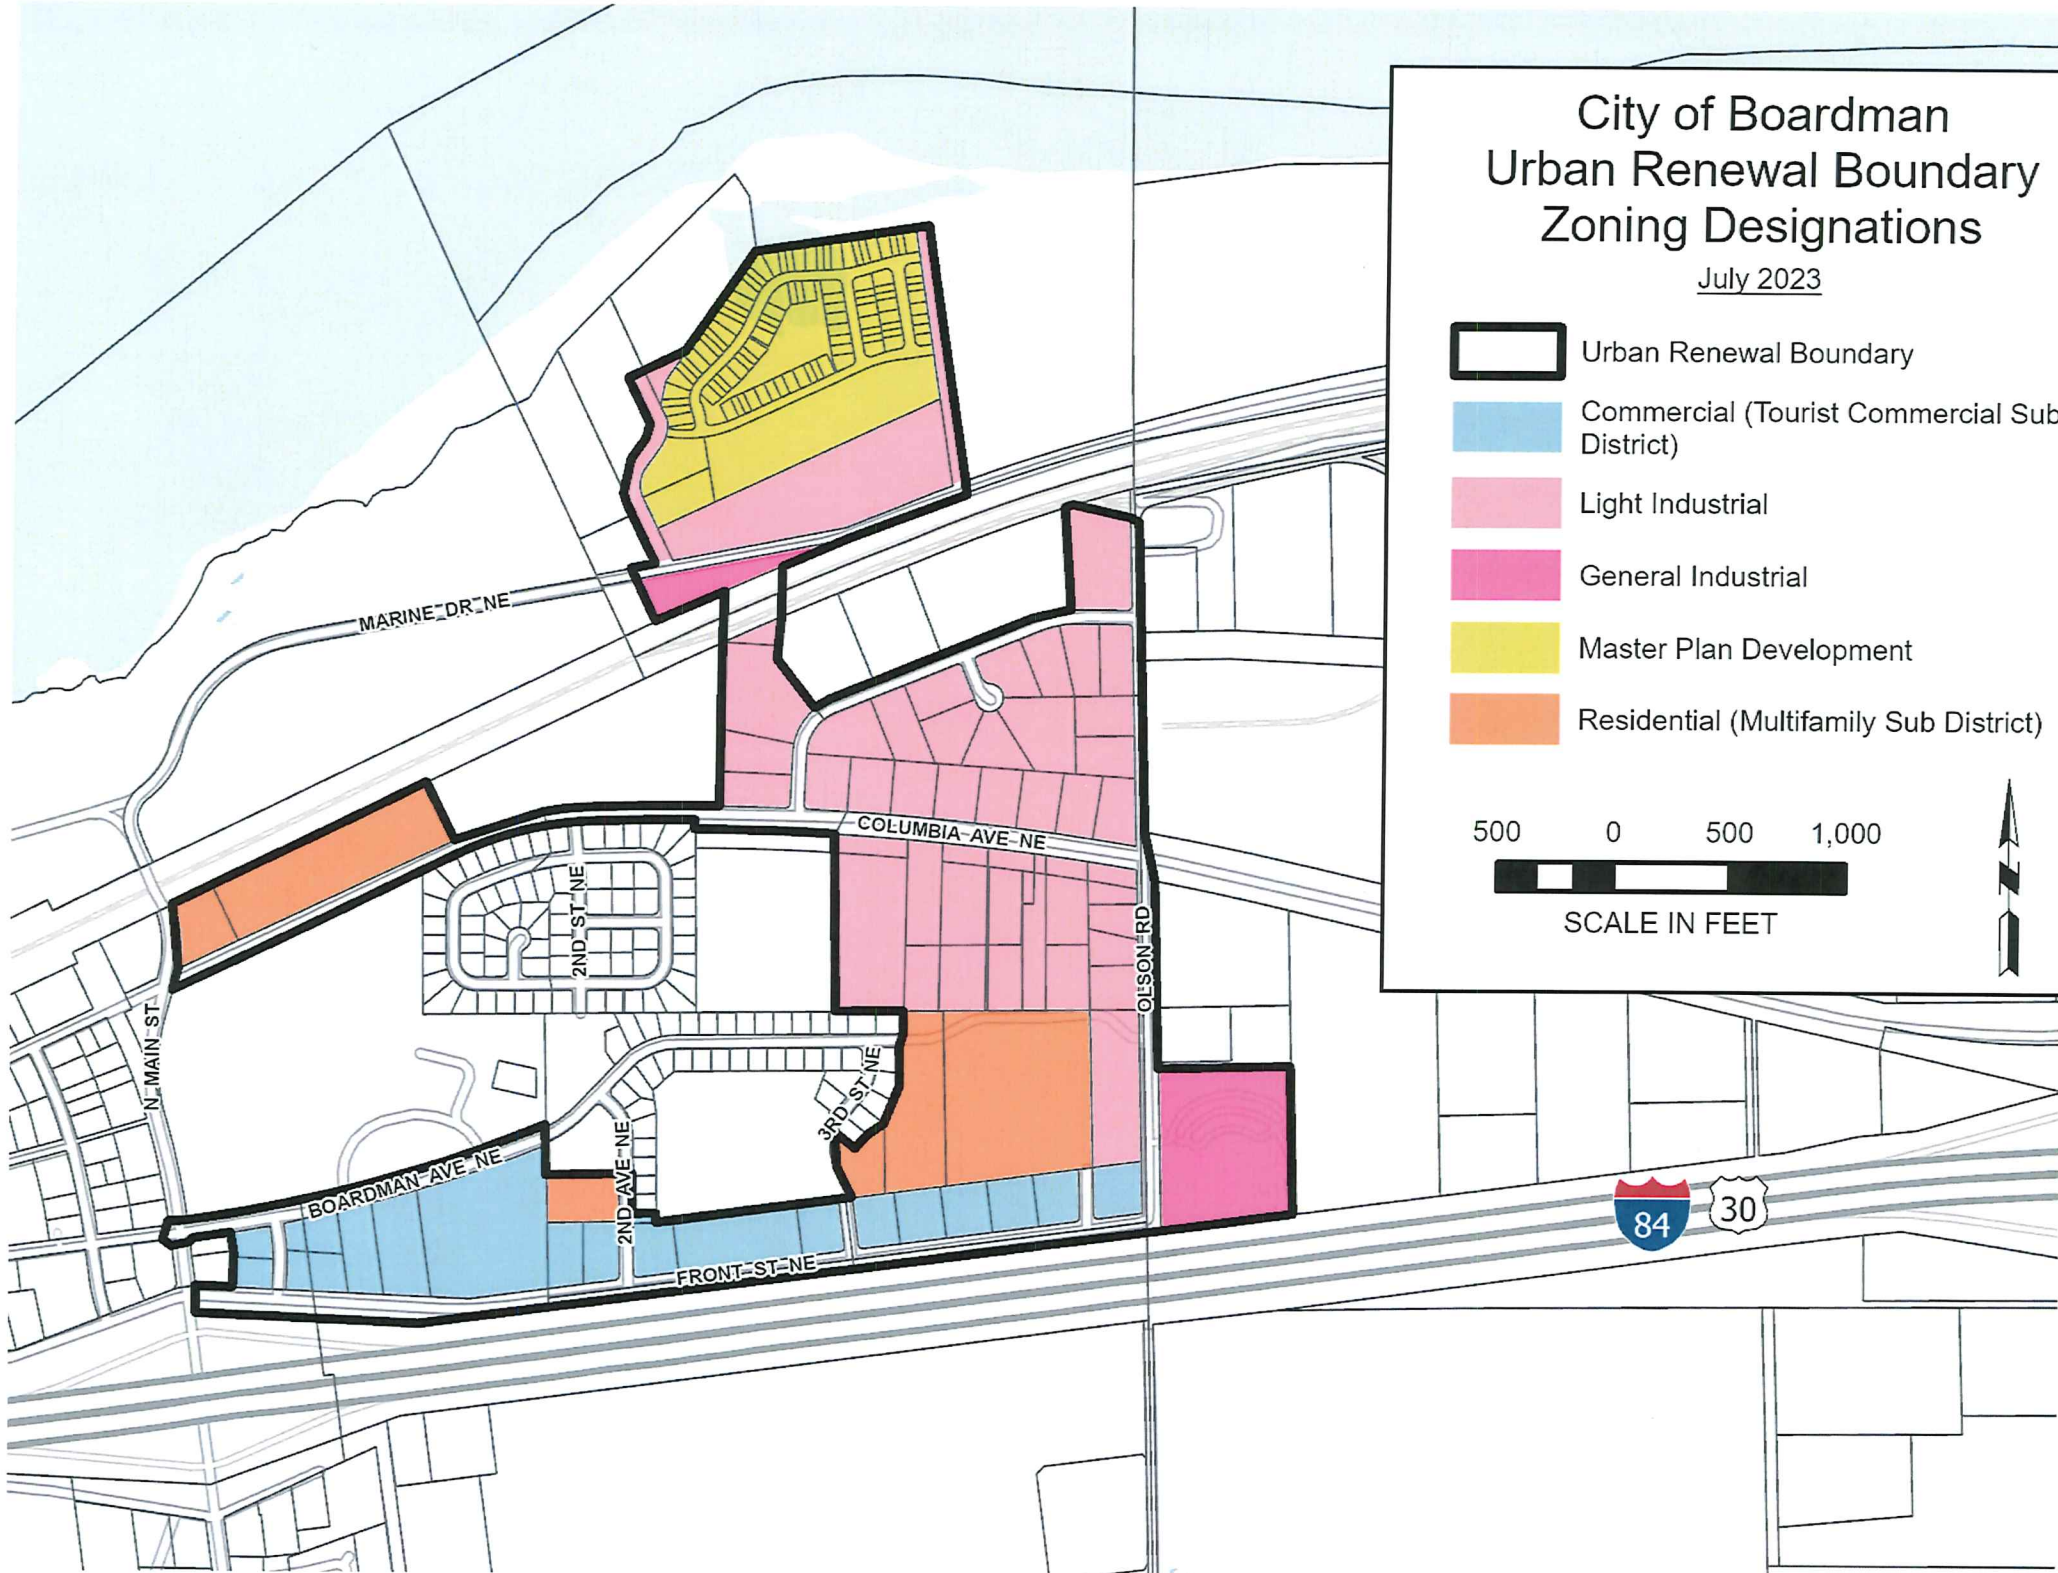 City of Boardman
Urban Renewal Boundary
Zoning Designations
July 2023
Urban Renewal Boundary
Commercial (Tourist Commercial Sub
District)
Light Industrial
General Industrial
Master Plan Development
Residential (Multifamily Sub District)
500 0 500 1,000
SCALE IN FEET
N
MARINE DR NE
COLUMBIA AVE NE
2ND ST NE
OLSON RD
N MAIN ST
3RD ST NE
BOARDMAN AVE NE
2ND AVE NE
FRONT ST NE
84
30